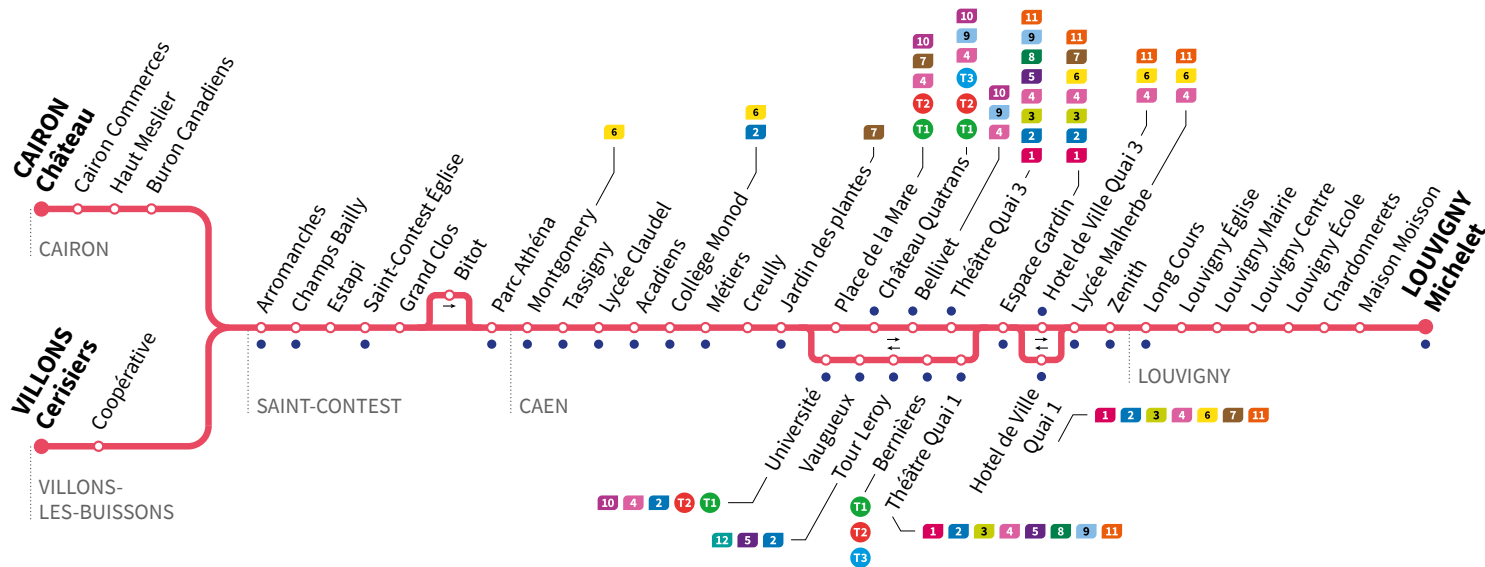 CAIRON
Château
Cairon Commerces
Haut Meslier
Buron Canadiens
CAIRON
VILLONS
Cerisiers
Coopérative
VILLONS-
LES-BUISSONS
Arromanches
Champs Bailly
Estapi
Saint-Contest Église
Grand Clos
Bitot
SAINT-CONTEST
Parc Athéna
Montgomery
6
Tassigny
Lycée Claudel
Acadiens
Collège Monod
6
2
Métiers
Creully
Jardin des plantes
7
CAEN
Place de la Mare
10
7
4
T2
T1
Château Quatrans
10
9
4
T3
T2
T1
Bellivet
10
9
4
Théâtre Quai 3
11
9
8
5
4
3
2
1
Espace Gardin
11
7
6
4
3
2
1
Hotel de Ville Quai 3
11
6
4
Lycée Malherbe
11
6
4
Zenith
Université
10 4 2 T2 T1
Vaugueux
Tour Leroy
12 5 2
Bernières
T1
T2
T3
Théâtre Quai 1
1 2 3 4 5 8 9 11
Hotel de Ville
Quai 1
1 2 3 4 6 7 11
LOUVIGNY
Long Cours
Louvigny Église
Louvigny Mairie
Louvigny Centre
Louvigny École
Chardonnerets
Maison Moisson
LOUVIGNY
Michelet